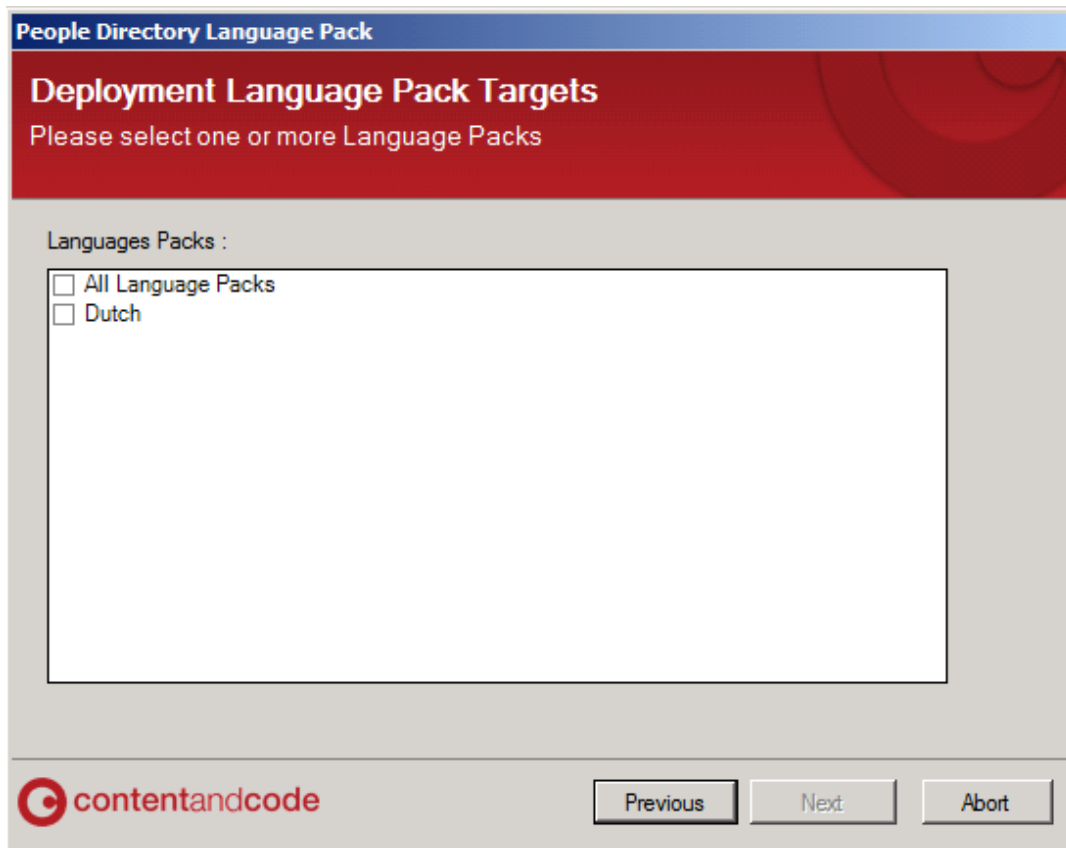 People Directory Language Pack
Deployment Language Pack Targets
Please select one or more Language Packs
Languages Packs :
All Language Packs
Dutch
contentandcode
Previous
Next
Abort